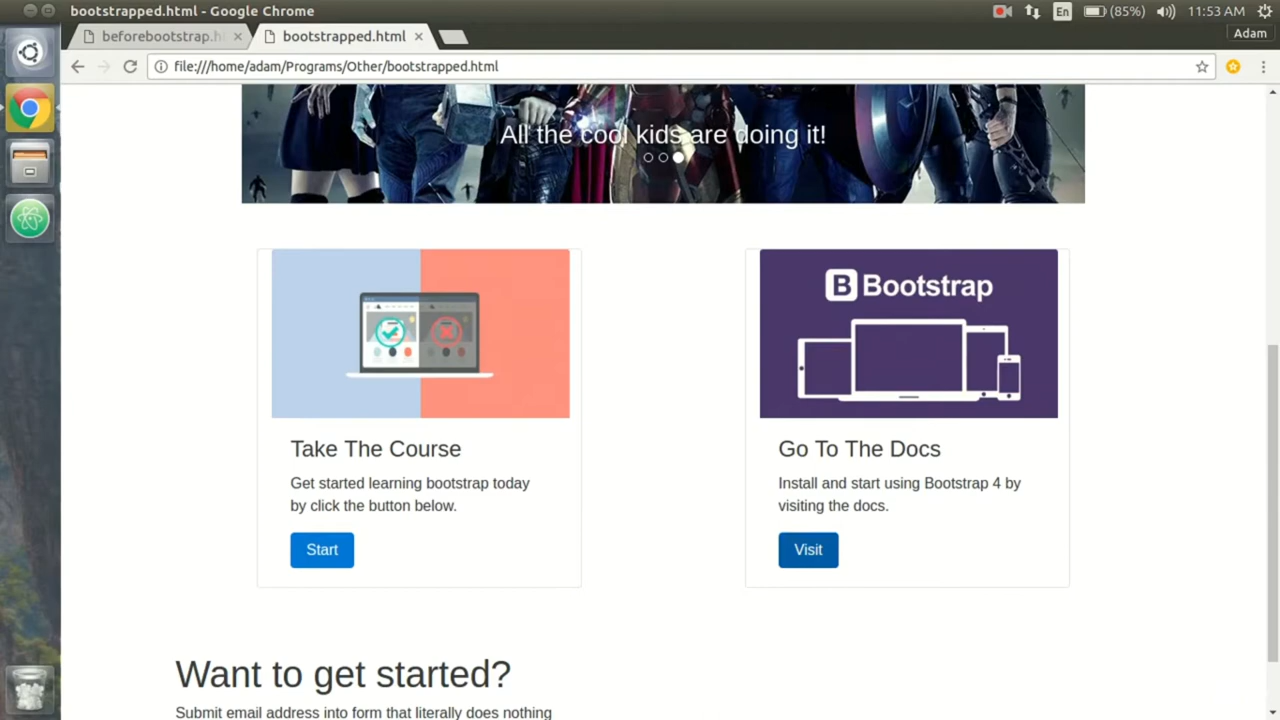 bootstrapped.html - Google Chrome
En
(85%)
11:53 AM
beforebootstrap.h
bootstrapped.html
Adam
file:///home/adam/Programs/Other/bootstrapped.html
All the cool kids are doing it!
B Bootstrap
Take The Course
Go To The Docs
Get started learning bootstrap today
by click the button below.
Install and start using Bootstrap 4 by
visiting the docs.
Start
Visit
Want to get started?
Submit email address into form that literally does nothing